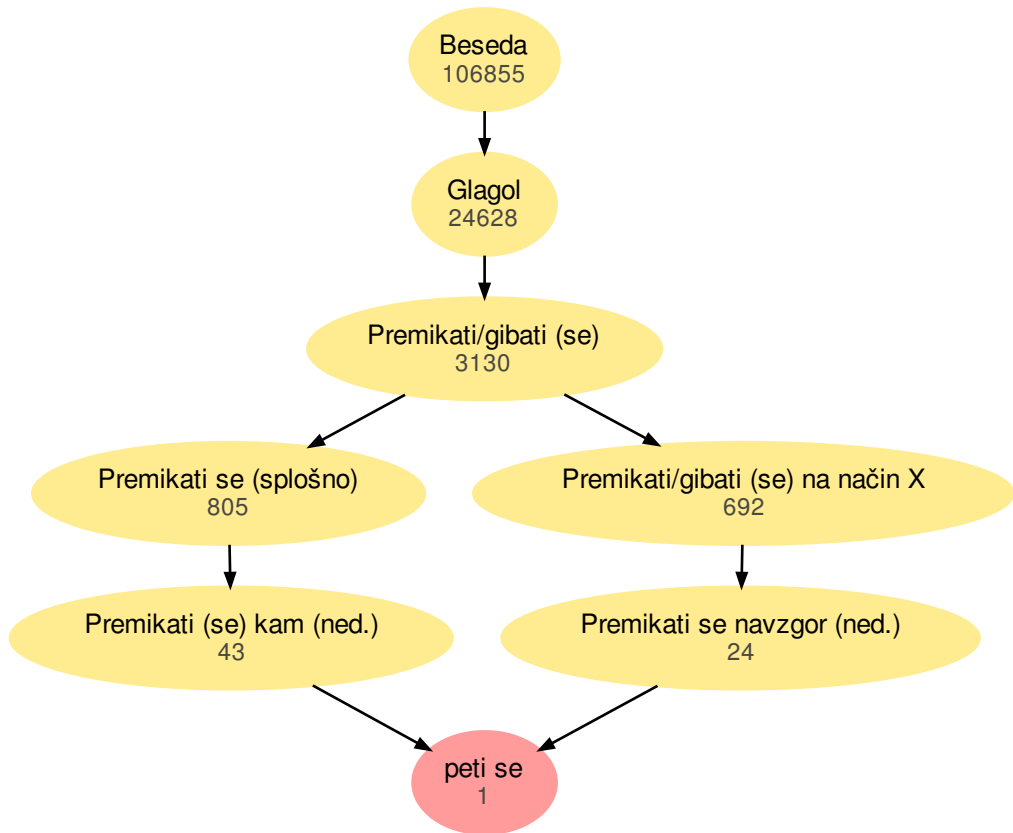 Beseda
106855
Glagol
24628
Premikati/gibati (se)
3130
Premikati se (splošno)
805
Premikati/gibati (se) na način X
692
Premikati (se) kam (ned.)
43
Premikati se navzgor (ned.)
24
peti se
1